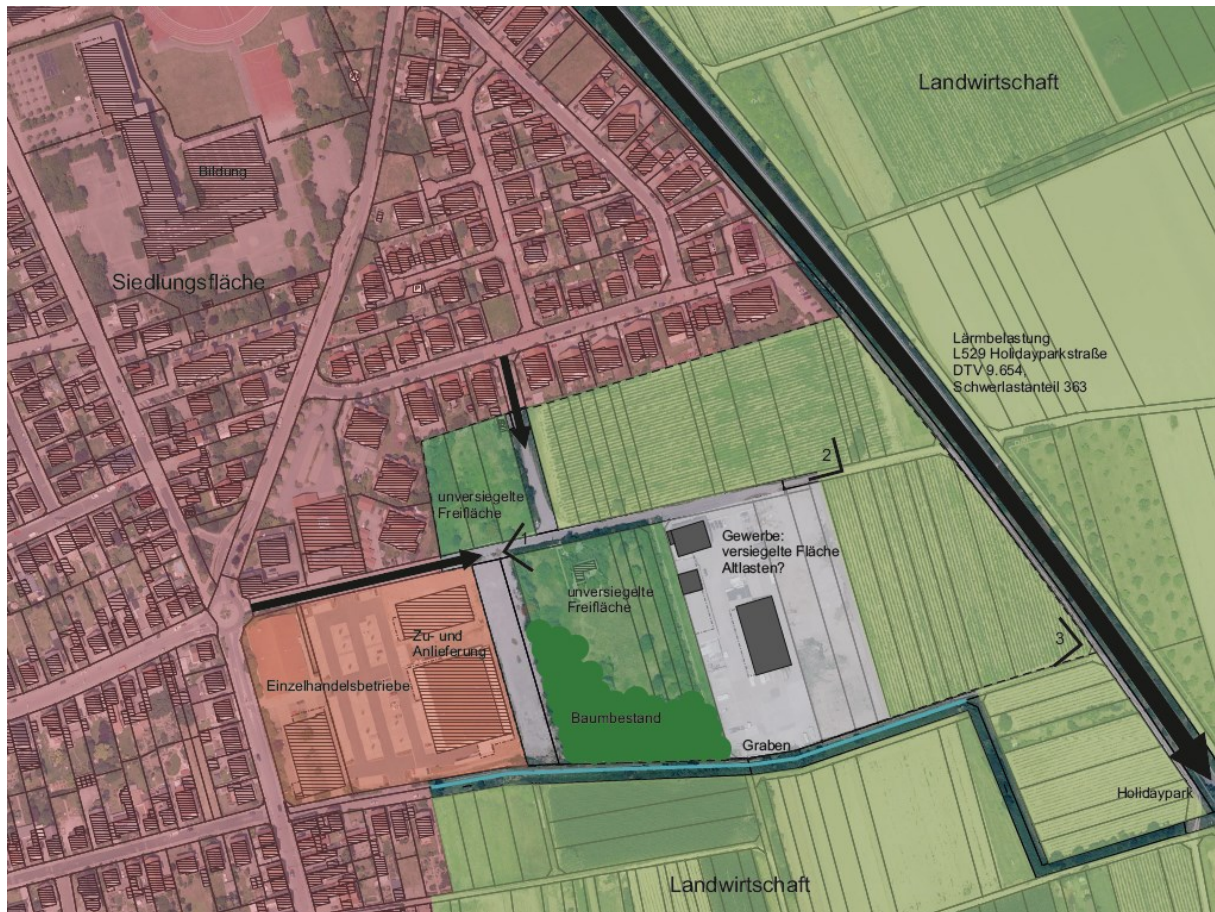 Landwirtschaft
Bildung
Siedlungsfläche
P
Lärmbelastung
L529 Holidayparkstraße
DTV 9.654,
Schwerlastanteil 363
2
unversiegelte
Freifläche
1
Gewerbe:
versiegelte Fläche
Altlasten?
unversiegelte
Freifläche
Zu- und
Anlieferung
3
Einzelhandelsbetriebe
Baumbestand
Graben
Holidaypark
Landwirtschaft